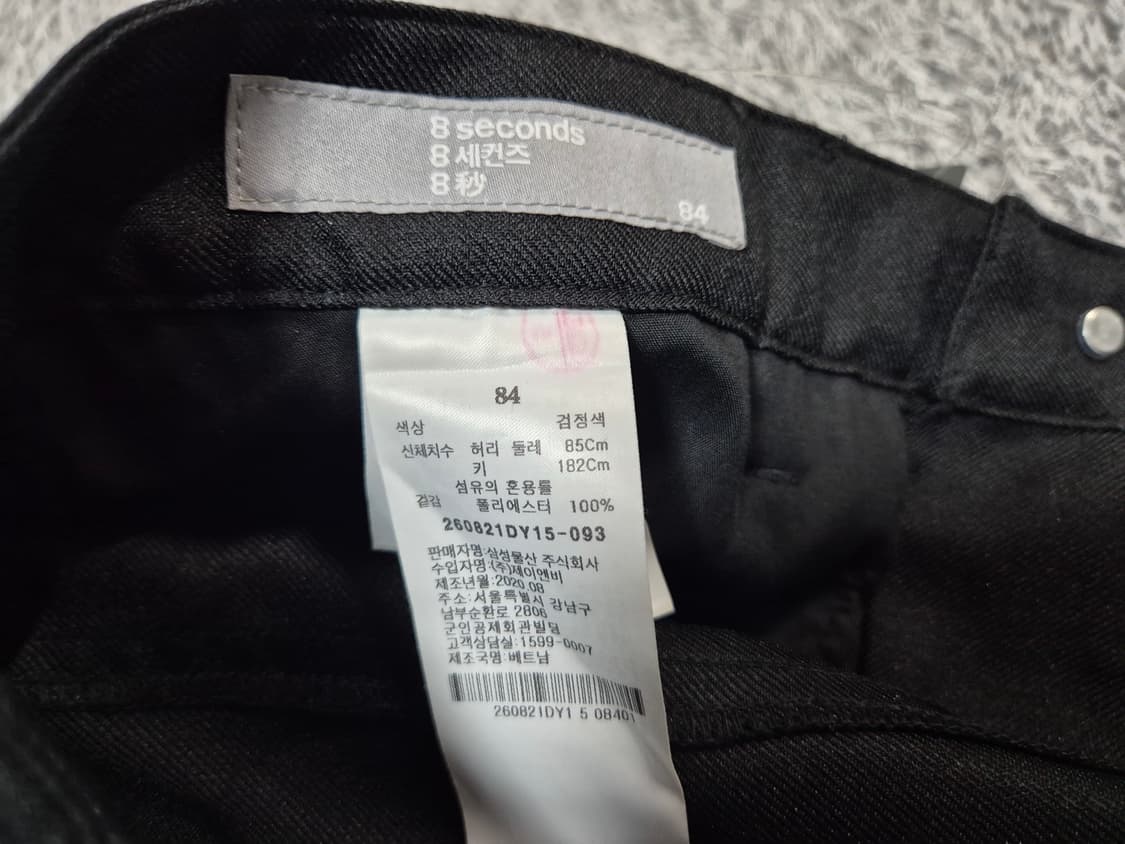 8 seconds
8 세컨즈
8 秒
84
84
색상 검정색
신체치수 허리 둘레 85Cm
키 182Cm
섬유의 혼용률
겉감 폴리에스터 100%
260821DY15-093
판매자명:삼성물산 주식회사
수입자명:(주)제이엔비
제조년월:2020.08
주소:서울특별시 강남구
남부순환로 2806
군인공제회관빌딩
고객상담실:1599-0007
제조국명:베트남
260821DY1 5 08401